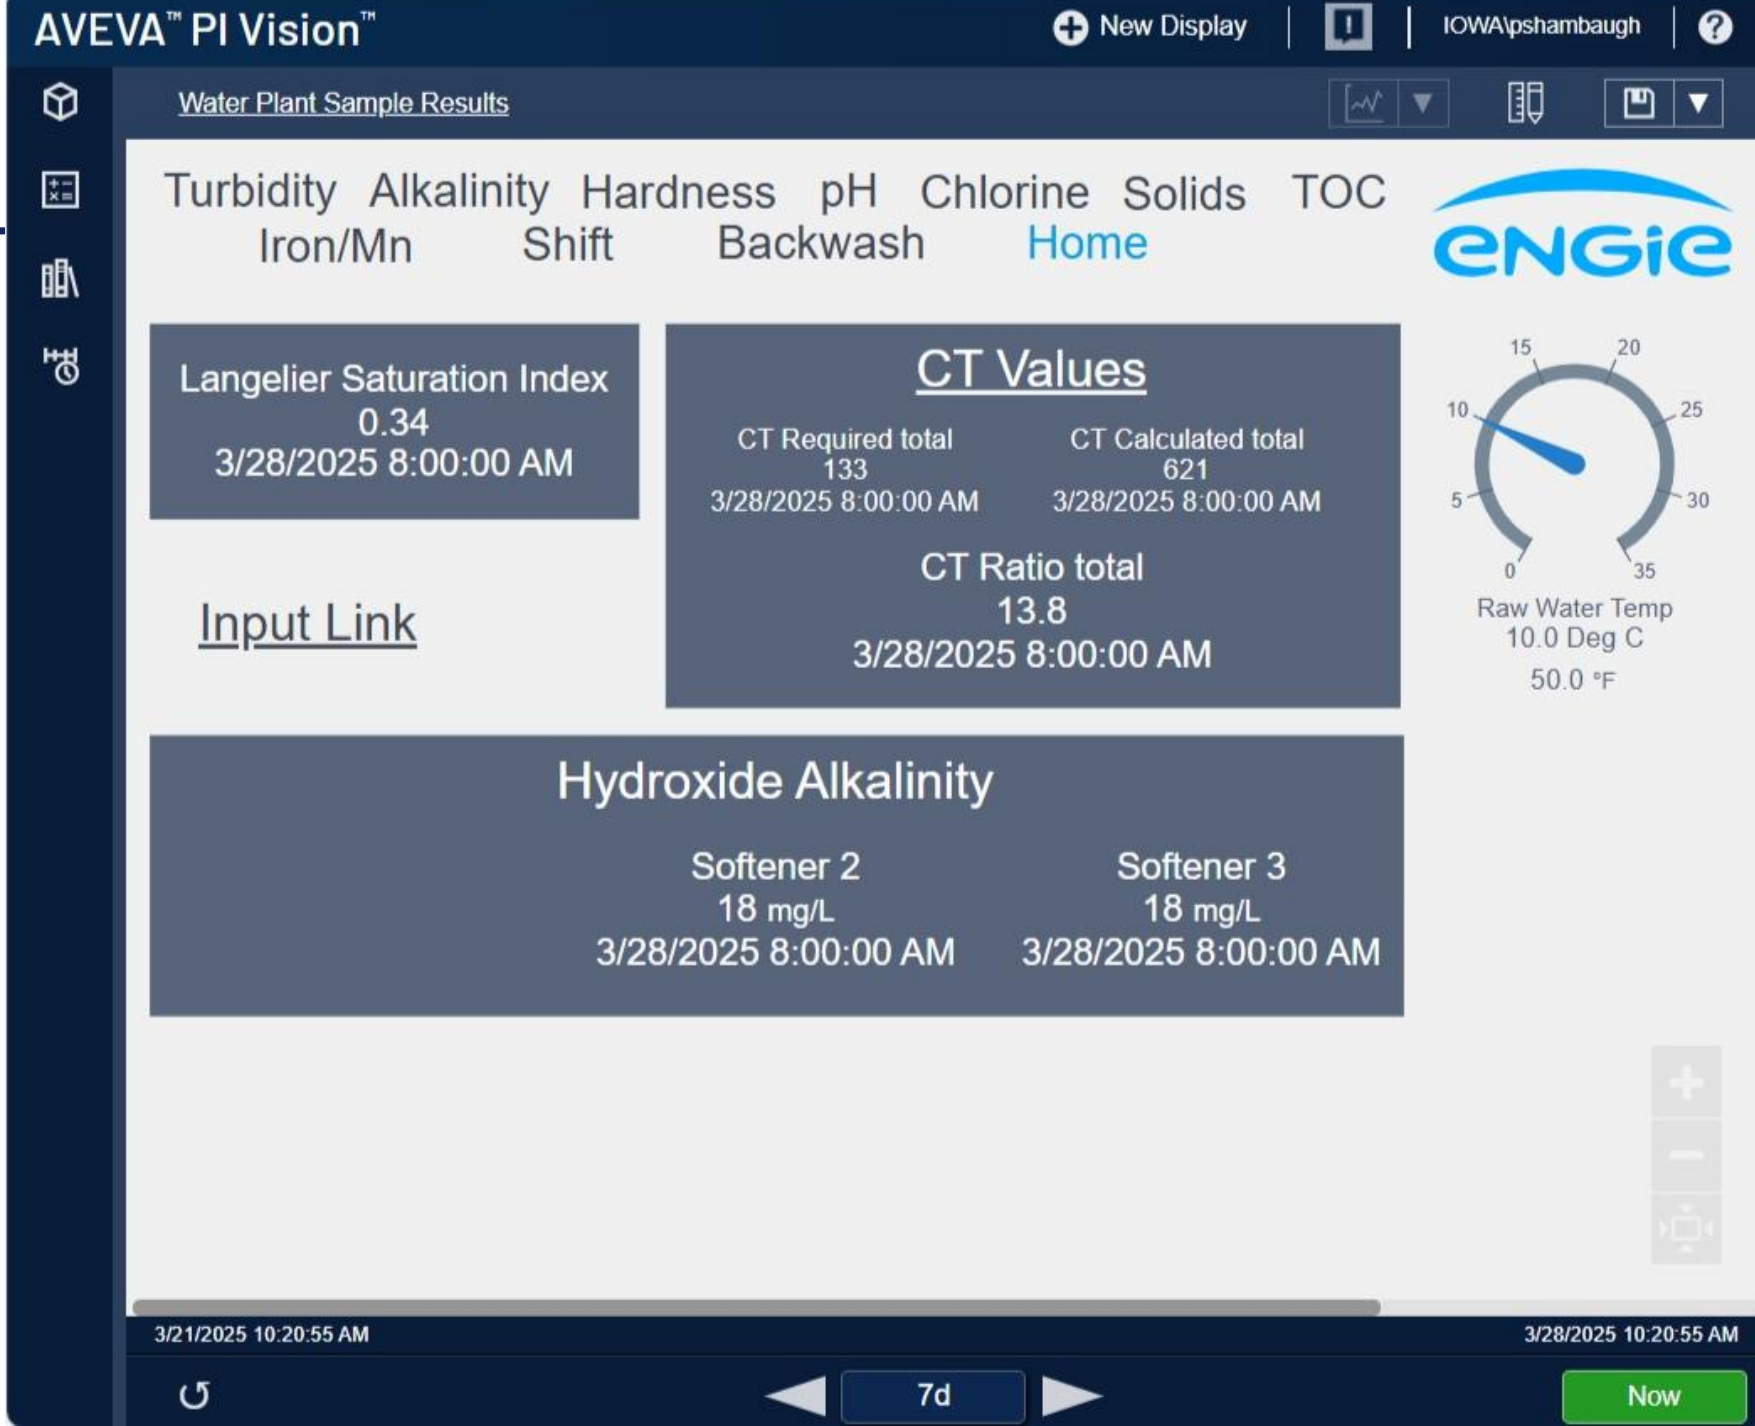 AVEVA™ PI Vision™
New Display
IOWA\pshambaugh
Water Plant Sample Results
Turbidity Alkalinity Hardness pH Chlorine Solids TOC
Iron/Mn Shift Backwash Home
ENGIE
Langelier Saturation Index
0.34
3/28/2025 8:00:00 AM
CT Values
CT Required total
133
3/28/2025 8:00:00 AM
CT Calculated total
621
3/28/2025 8:00:00 AM
CT Ratio total
13.8
3/28/2025 8:00:00 AM
0
5
10
15
20
25
30
35
Raw Water Temp
10.0 Deg C
50.0 °F
Input Link
Hydroxide Alkalinity
Softener 2
18 mg/L
3/28/2025 8:00:00 AM
Softener 3
18 mg/L
3/28/2025 8:00:00 AM
3/21/2025 10:20:55 AM
3/28/2025 10:20:55 AM
7d
Now